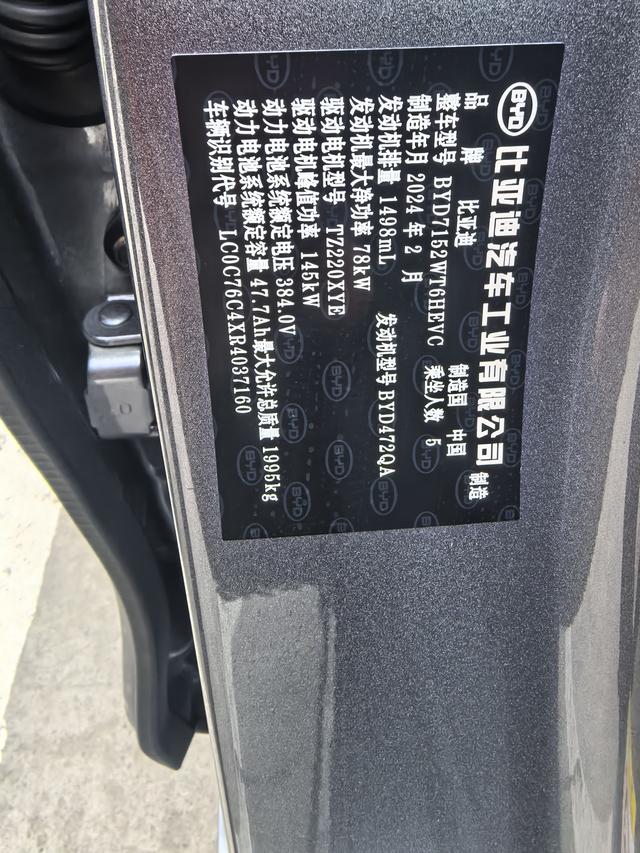 BYD 比亚迪汽车工业有限公司 制造
品牌 比亚迪 制造国 中国
整车型号 BYD7152WT6HEVC 乘坐人数 5
制造年月 2024 年 2 月
发动机排量 1498mL 发动机型号 BYD472QA
发动机最大净功率 78kW
驱动电机型号 TZ220XYE
驱动电机峰值功率 145kW
动力电池系统额定电压 384.0V
动力电池系统额定容量 47.7Ah 最大允许总质量 1995kg
车辆识别代号 LC0C76C4XR4037160